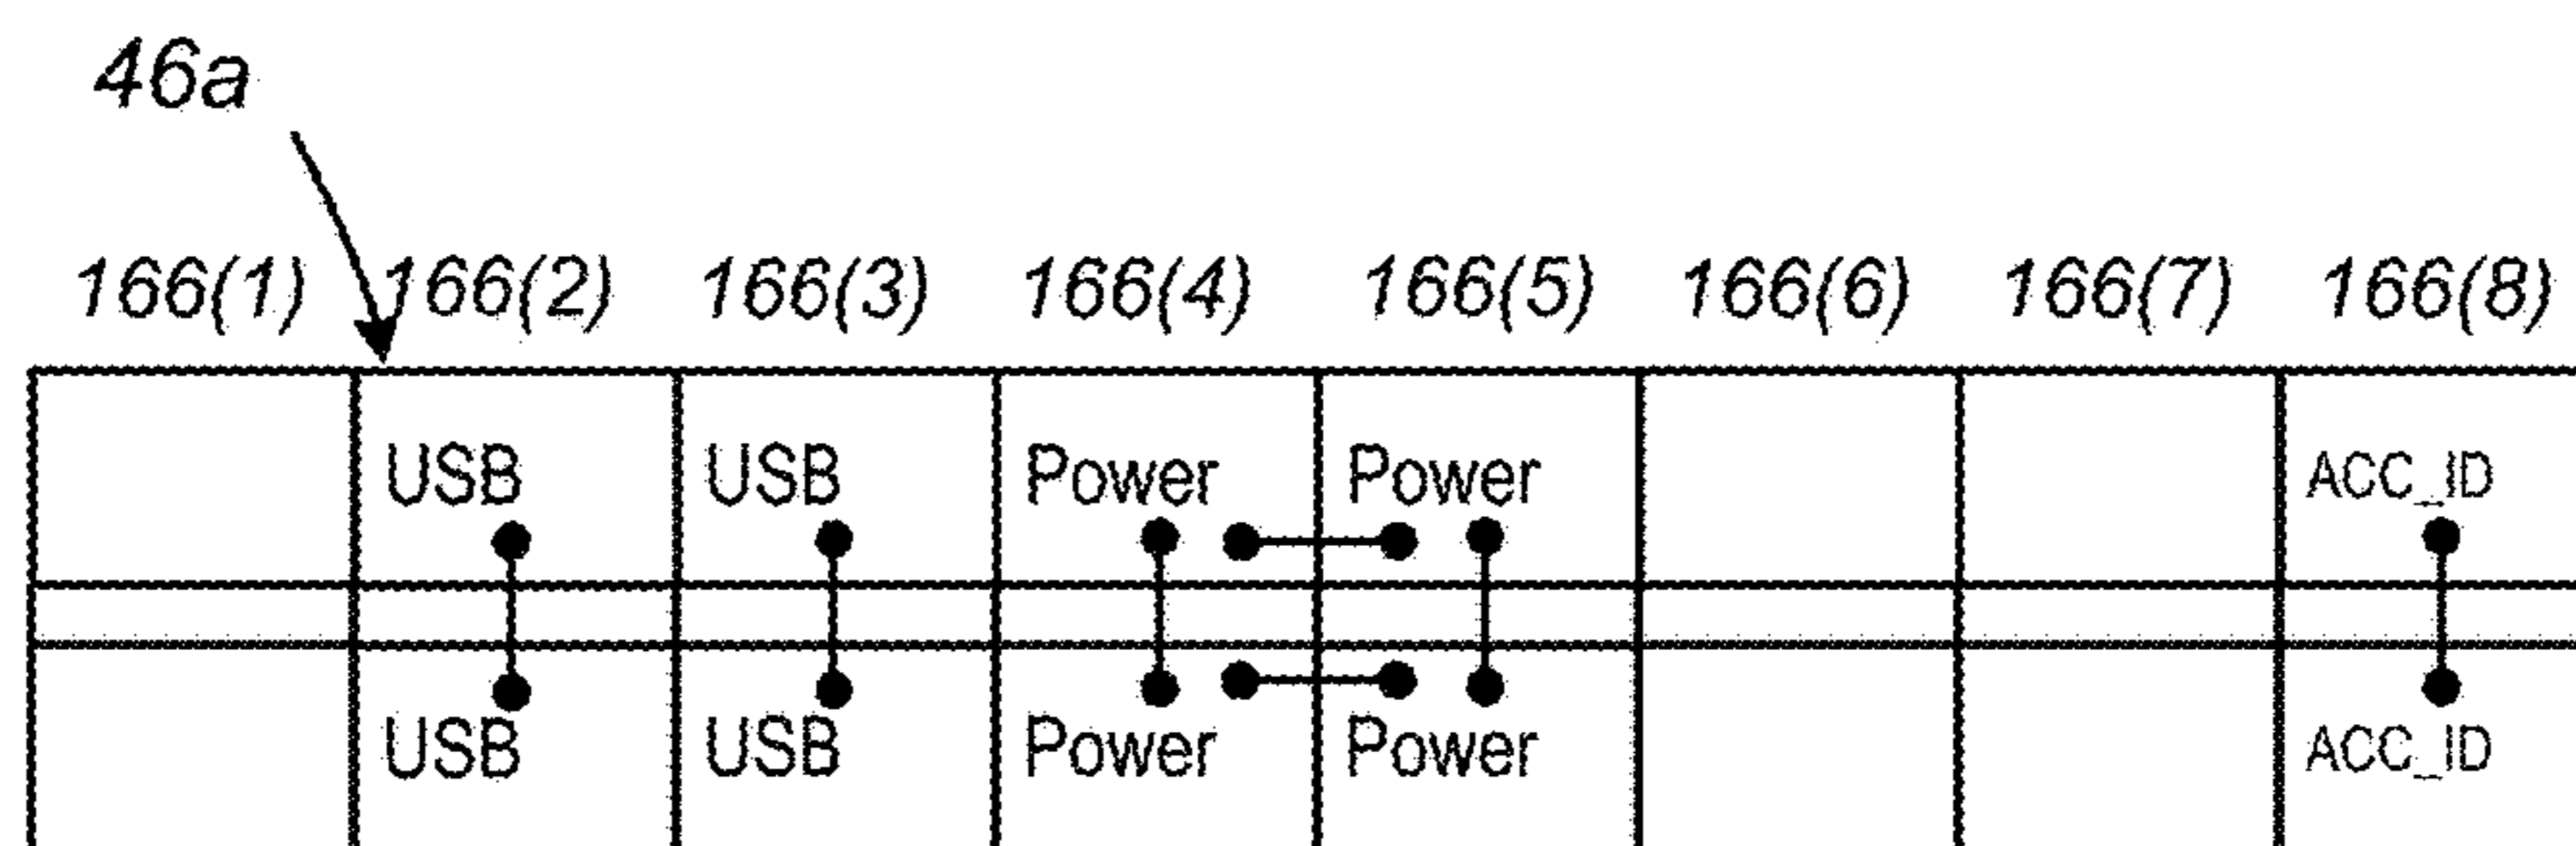 46a
166(1) 166(2) 166(3) 166(4) 166(5) 166(6) 166(7) 166(8)
USB USB Power Power ACC_ID
USB USB Power Power ACC_ID